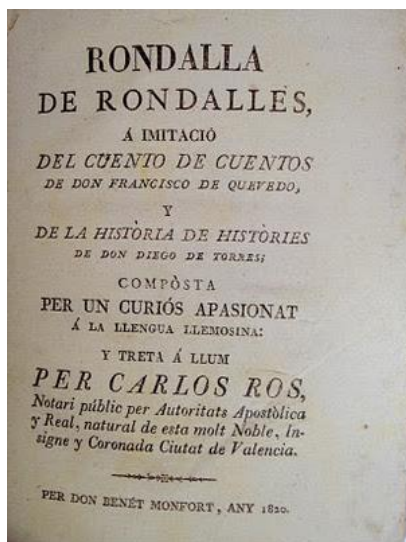 RONDALLA
DE RONDALLES,
Á IMITACIÓ
DEL CUENTO DE CUENTOS
DE DON FRANCISCO DE QUEVEDO,
Y
DE LA HISTÒRIA DE HISTÒRIES
DE DON DIEGO DE TORRES;
COMPÒSTA
PER UN CURIÓS APASIONAT
Á LA LLENGUA LLEMOSINA:
Y TRETA Á LLUM
PER CARLOS ROS,
Notari públic per Autoritats Apostòlica
y Real, natural de esta molt Noble, In-
signe y Coronada Ciutat de Valencia.
PER DON BENÉT MONFORT, ANY 1820.